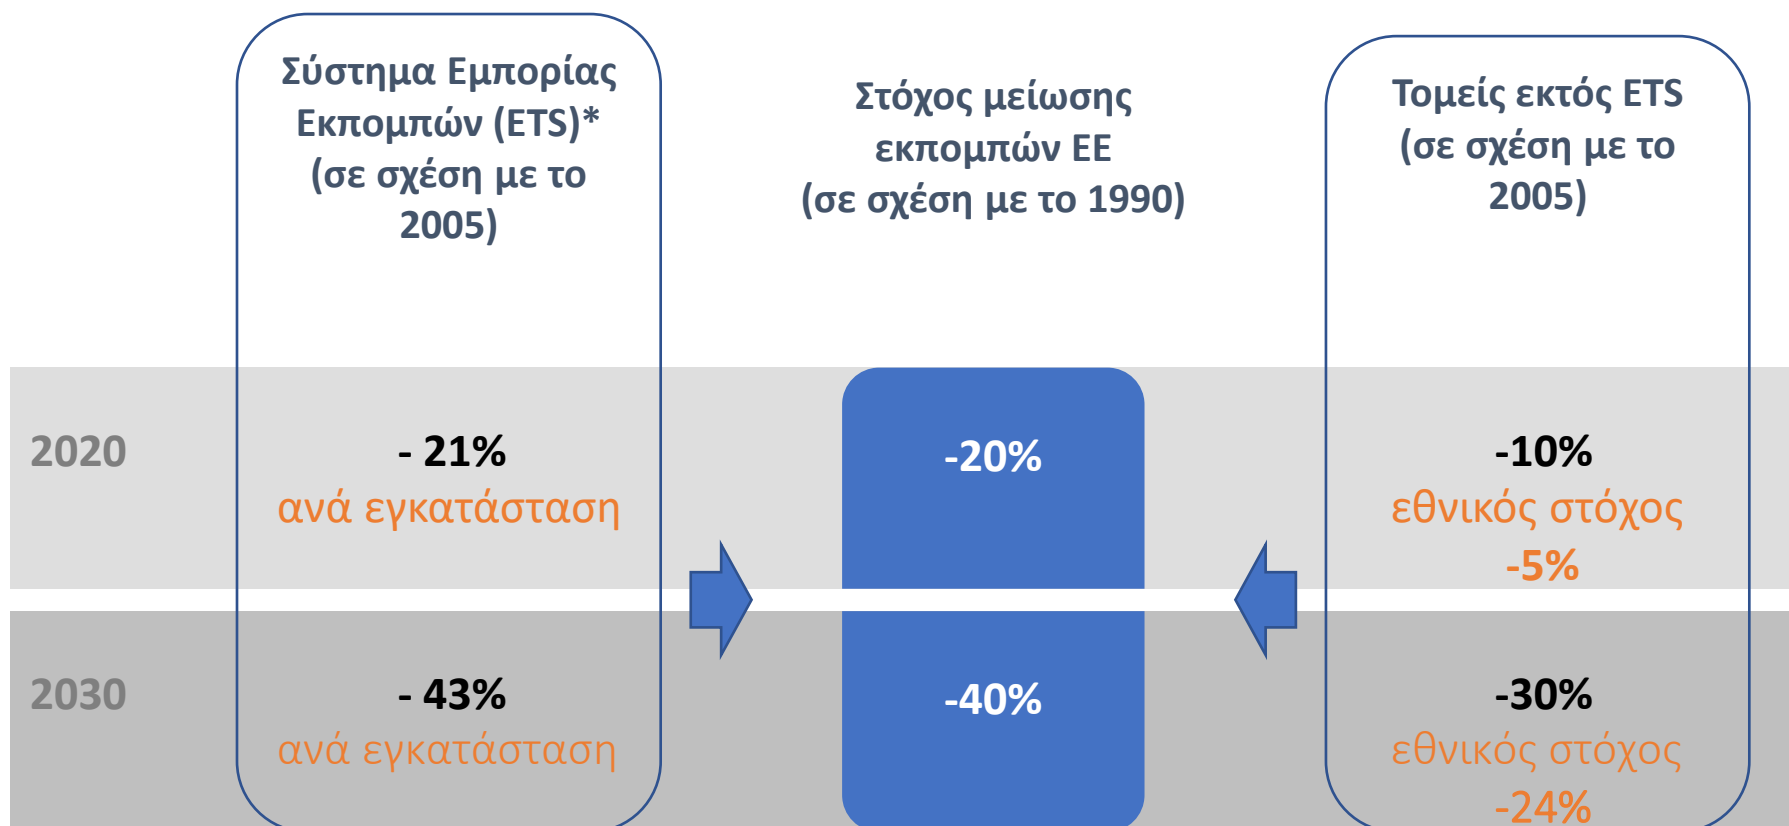 Σύστημα Εμπορίας
Εκπομπών (ETS)*
(σε σχέση με το
2005)
Στόχος μείωσης
εκπομπών ΕΕ
(σε σχέση με το 1990)
Τομείς εκτός ETS
(σε σχέση με το
2005)
2020
- 21%
ανά εγκατάσταση
-20%
-10%
εθνικός στόχος
-5%
2030
- 43%
ανά εγκατάσταση
-40%
-30%
εθνικός στόχος
-24%